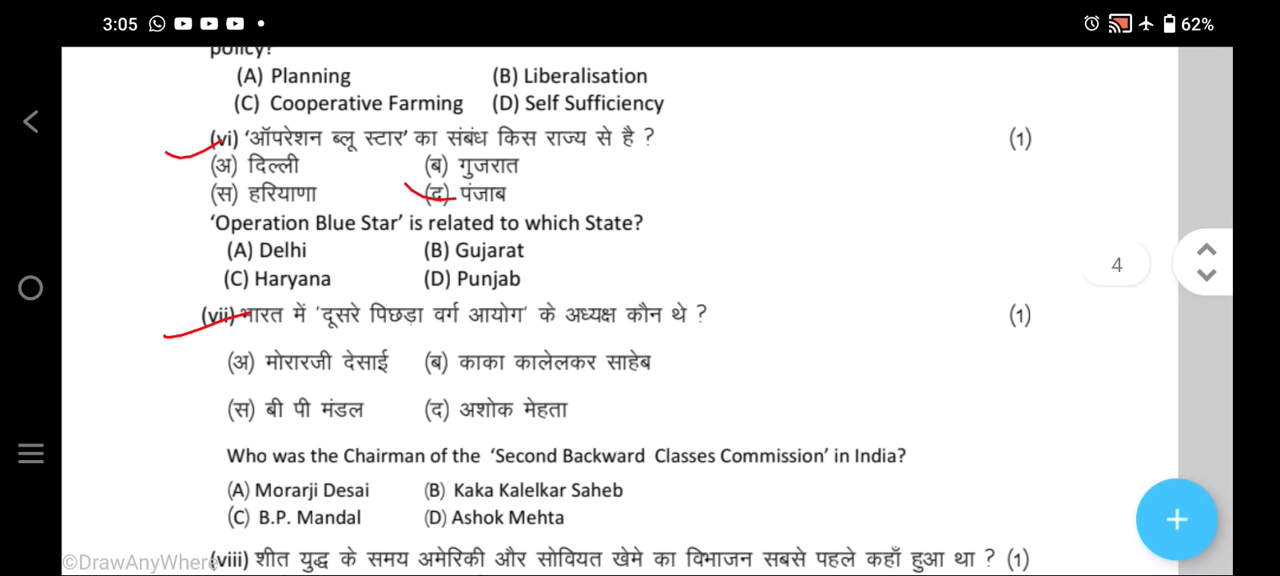 3:05
62%
policy?
(A) Planning (B) Liberalisation
(C) Cooperative Farming (D) Self Sufficiency
(vi) ‘ऑपरेशन ब्लू स्टार’ का संबंध किस राज्य से है ? (1)
(अ) दिल्ली (ब) गुजरात
(स) हरियाणा (द) पंजाब
‘Operation Blue Star’ is related to which State?
(A) Delhi (B) Gujarat
(C) Haryana (D) Punjab
4
(vii) भारत में ‘दूसरे पिछड़ा वर्ग आयोग’ के अध्यक्ष कौन थे ? (1)
(अ) मोरारजी देसाई (ब) काका कालेलकर साहेब
(स) बी पी मंडल (द) अशोक मेहता
Who was the Chairman of the ‘Second Backward Classes Commission’ in India?
(A) Morarji Desai (B) Kaka Kalelkar Saheb
(C) B.P. Mandal (D) Ashok Mehta
©DrawAnyWhere
(viii) शीत युद्ध के समय अमेरिकी और सोवियत खेमे का विभाजन सबसे पहले कहाँ हुआ था ? (1)